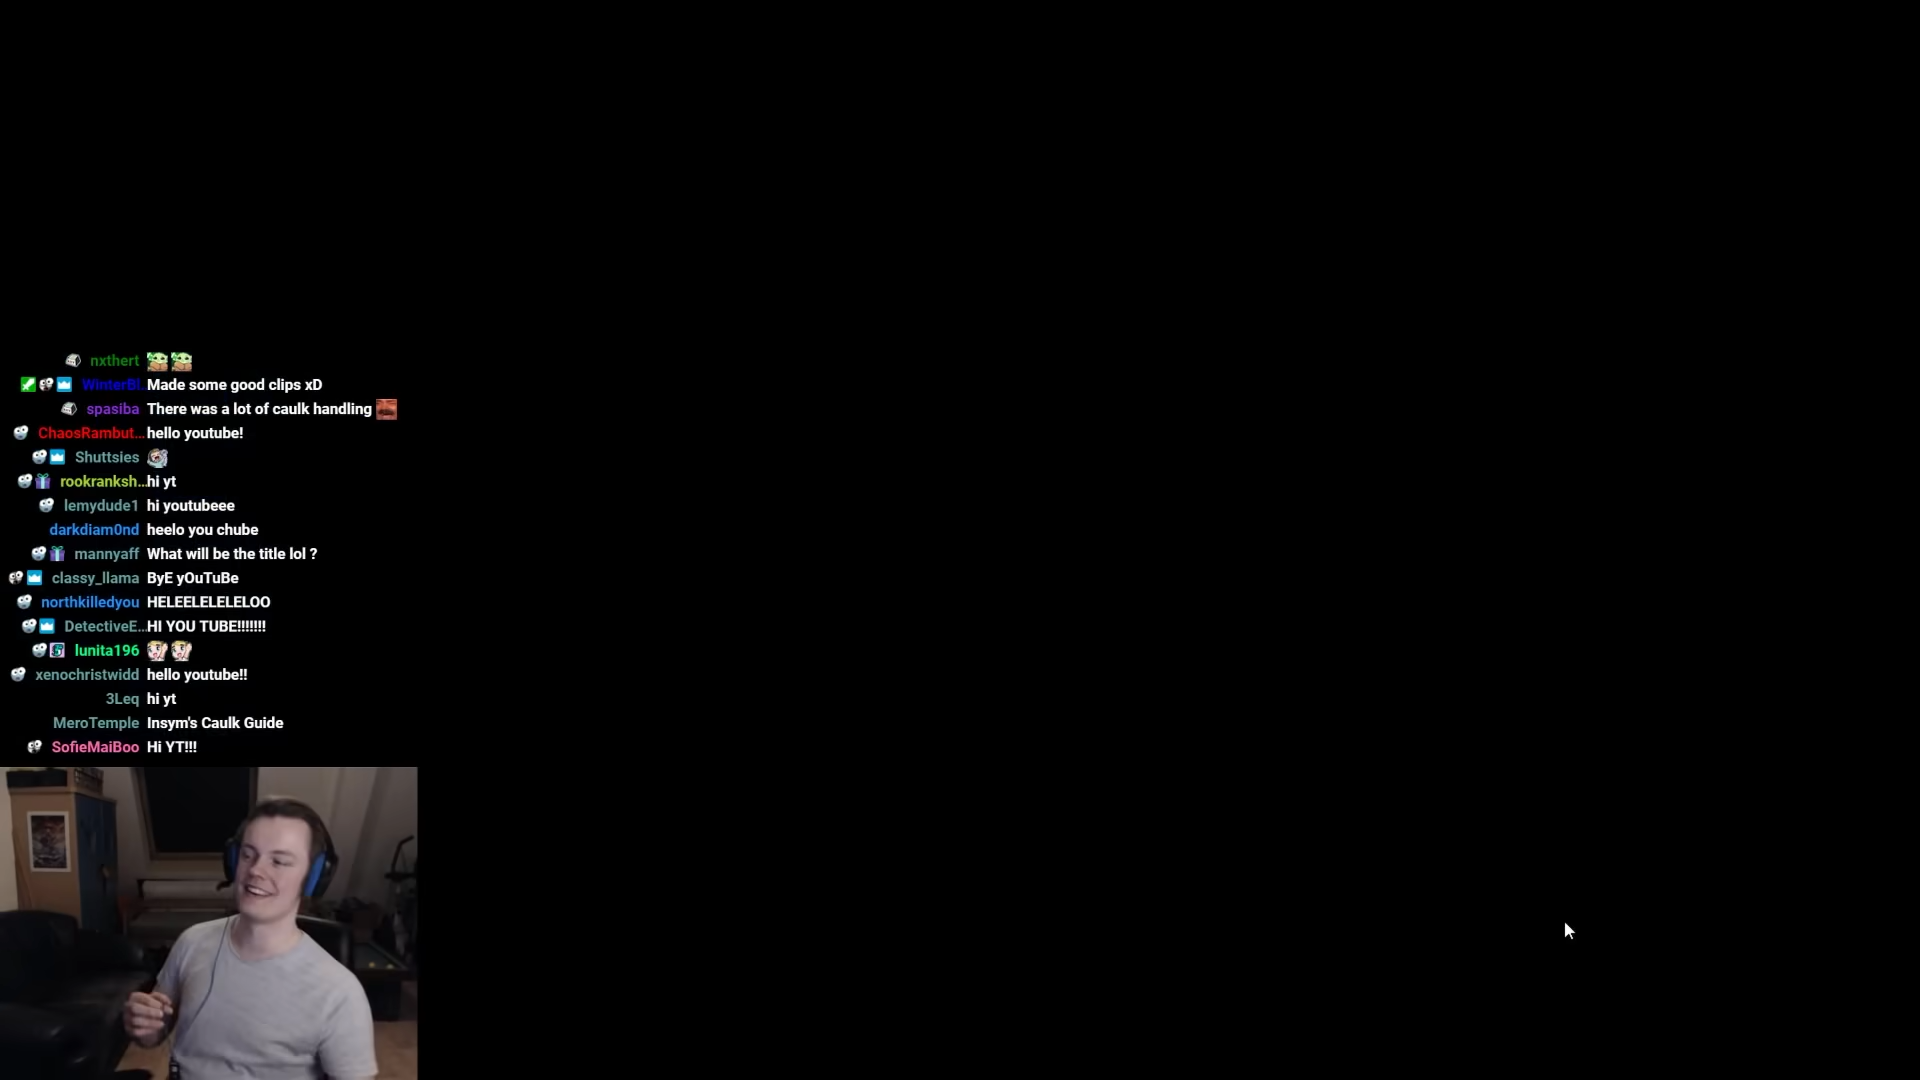 nxthert
WinterBl… Made some good clips xD
spasiba There was a lot of caulk handling
ChaosRambut… hello youtube!
Shuttsies
rookranksh… hi yt
lemydude1 hi youtubeee
darkdiam0nd heelo you chube
mannyaff What will be the title lol ?
classy_llama ByE yOuTuBe
northkilledyou HELEELELELELOO
DetectiveE… HI YOU TUBE!!!!!!!
lunita196
xenochristwidd hello youtube!!
3Leq hi yt
MeroTemple Insym's Caulk Guide
SofieMaiBoo Hi YT!!!